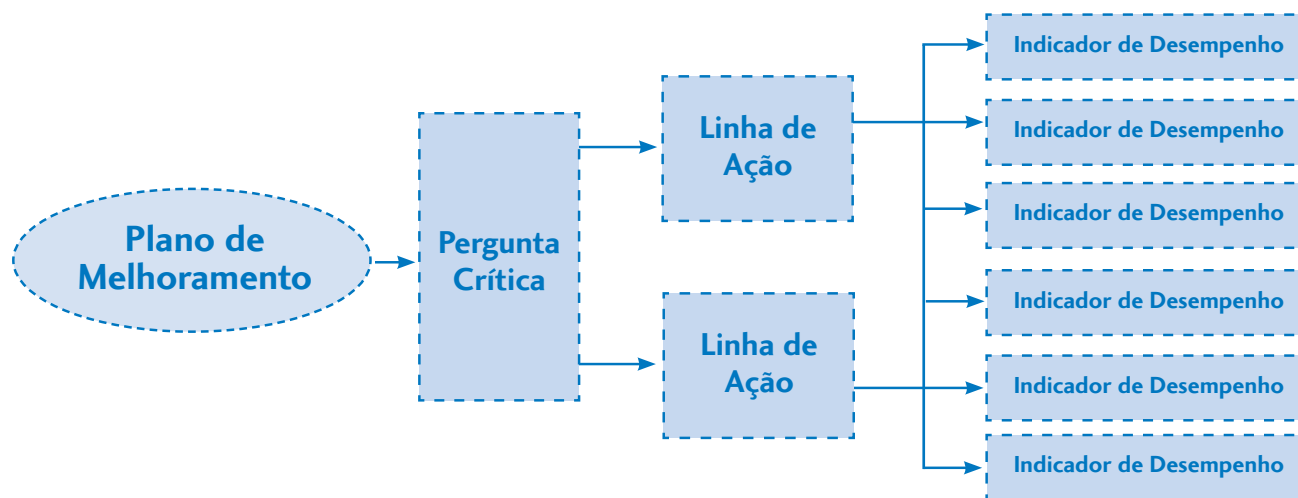 Plano de
Melhoramento
Pergunta
Crítica
Linha de
Ação
Linha de
Ação
Indicador de Desempenho
Indicador de Desempenho
Indicador de Desempenho
Indicador de Desempenho
Indicador de Desempenho
Indicador de Desempenho